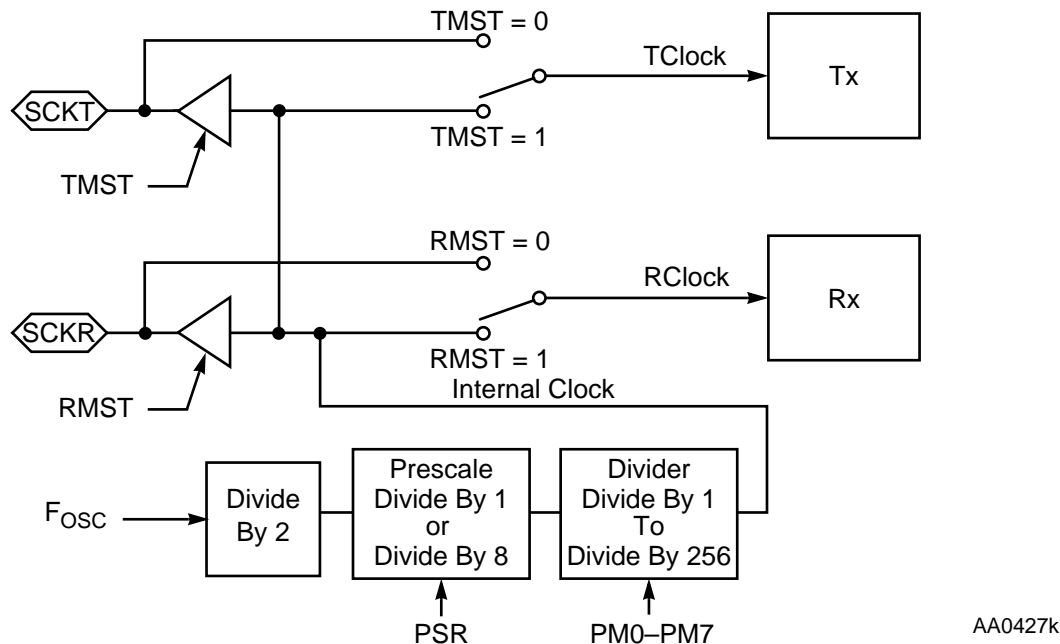 TMST = 0
TClock
Tx
SCKT
TMST = 1
TMST
RMST = 0
RClock
Rx
SCKR
RMST = 1
RMST
Internal Clock
FOSC
Divide
By 2
Prescale
Divide By 1
or
Divide By 8
Divider
Divide By 1
To
Divide By 256
PSR
PM0–PM7
AA0427k